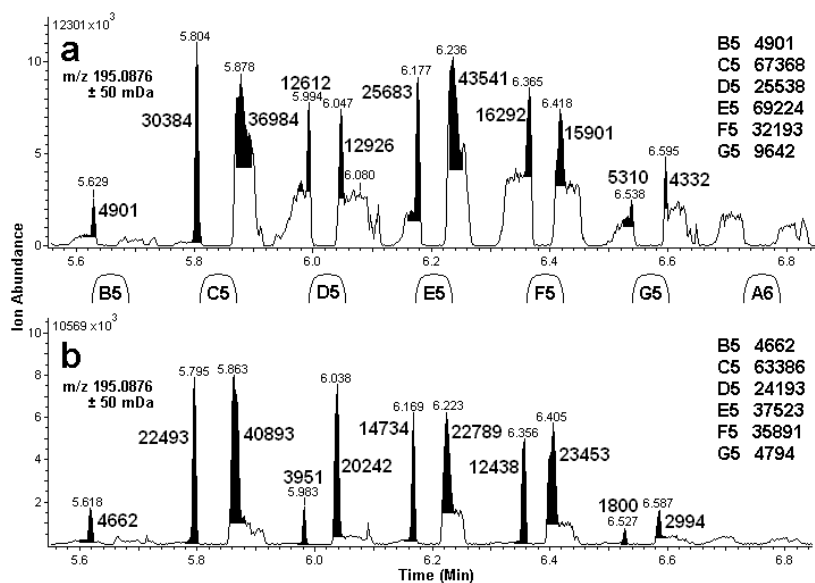 12301 ×10³
a
m/z 195.0876
± 50 mDa
5.629
4901
5.804
30384
5.878
36984
12612
5.994
6.047
12926
6.080
25683
6.177
6.236
43541
16292
6.365
6.418
15901
5310
6.538
6.595
4332
B5 4901
C5 67368
D5 25538
E5 69224
F5 32193
G5 9642
10
5
0
5.6 5.8 6.0 6.2 6.4 6.6 6.8
Ion Abundance
B5 C5 D5 E5 F5 G5 A6
10569 ×10³
b
m/z 195.0876
± 50 mDa
5.618
4662
5.795
22493
5.863
40893
3951
5.983
6.038
20242
14734
6.169
6.223
22789
12438
6.356
6.405
23453
1800
6.527
6.587
2994
B5 4662
C5 63386
D5 24193
E5 37523
F5 35891
G5 4794
10
8
6
4
2
5.6 5.8 6.0 6.2 6.4 6.6 6.8
Time (Min)